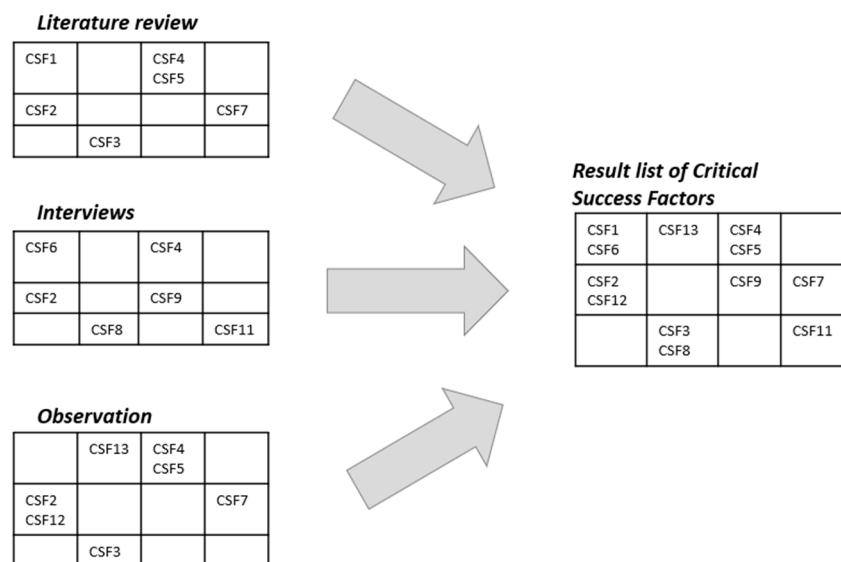 Literature review
CSF1 CSF4
CSF5
CSF2 CSF7
CSF3
Interviews
CSF6 CSF4
CSF2 CSF9
CSF8 CSF11
Observation
CSF13 CSF4
CSF5
CSF2 CSF7
CSF12
CSF3
Result list of Critical
Success Factors
CSF1 CSF13 CSF4
CSF6 CSF5
CSF2 CSF9 CSF7
CSF12
CSF3 CSF11
CSF8